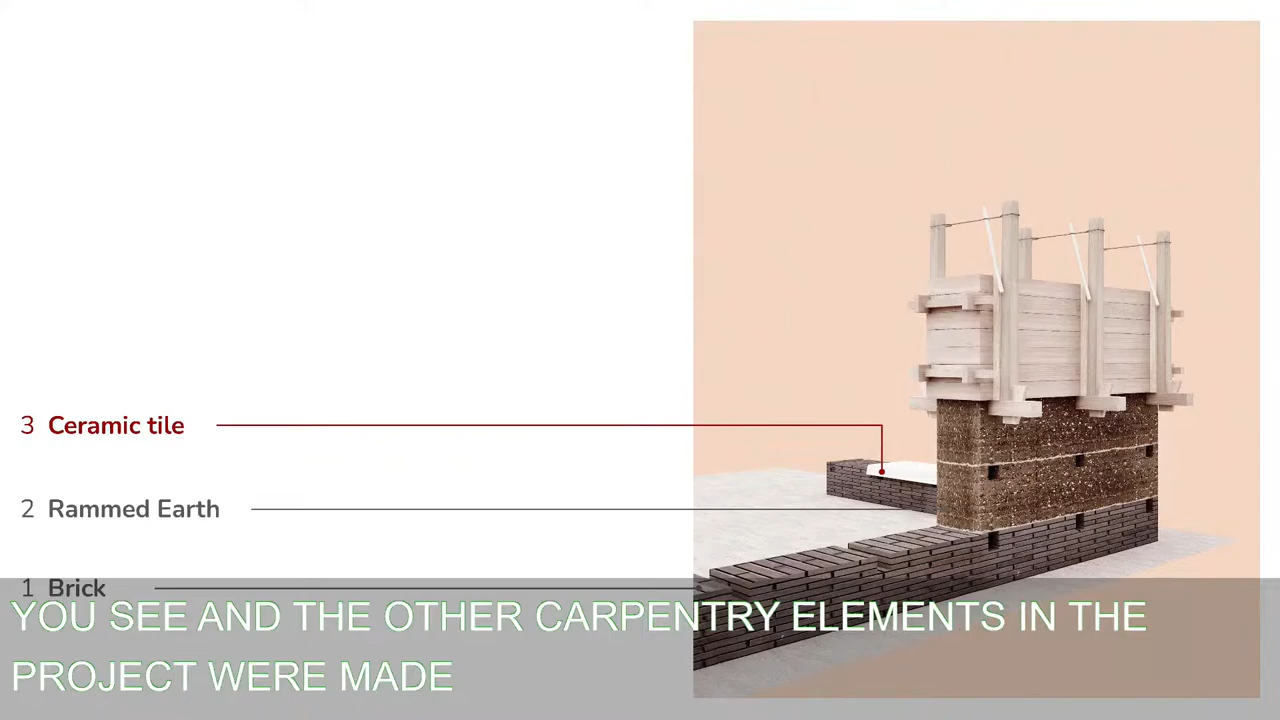 3 Ceramic tile
2 Rammed Earth
1 Brick
YOU SEE AND THE OTHER CARPENTRY ELEMENTS IN THE
PROJECT WERE MADE